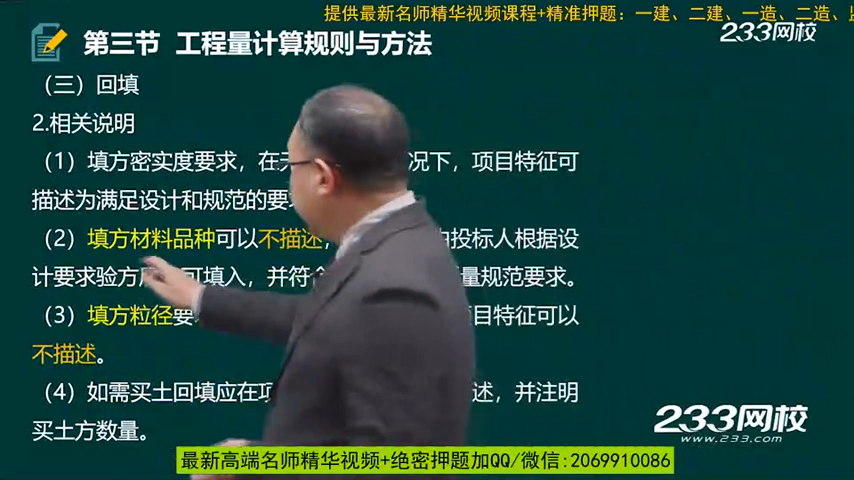 提供最新名师精华视频课程+精准押题：一建、二建、一造、二造、
第三节 工程量计算规则与方法
233网校
（三）回填
2.相关说明
（1）填方密实度要求，在 况下，项目特征可
描述为满足设计和规范的要
（2）填方材料品种可以不描述， 投标人根据设
计要求验方 可填入，并符 量规范要求。
（3）填方粒径要 项目特征可以
不描述。
（4）如需买土回填应在项 述，并注明
买土方数量。
233网校
www.233.com
最新高端名师精华视频+绝密押题加QQ/微信:2069910086